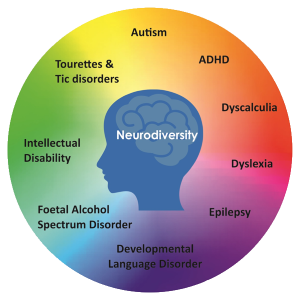 Autism
ADHD
Dyscalculia
Dyslexia
Epilepsy
Developmental
Language Disorder
Foetal Alcohol
Spectrum Disorder
Intellectual
Disability
Tourettes &
Tic disorders
Neurodiversity